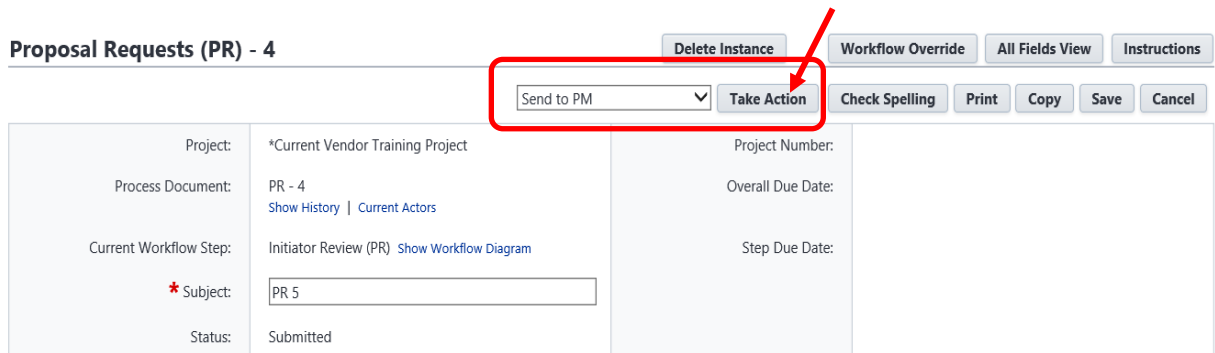 Proposal Requests (PR) - 4
Delete Instance
Workflow Override
All Fields View
Instructions
Send to PM
Take Action
Check Spelling
Print
Copy
Save
Cancel
Project: *Current Vendor Training Project
Project Number:
Process Document: PR - 4
Overall Due Date:
Show History | Current Actors
Current Workflow Step: Initiator Review (PR) Show Workflow Diagram
Step Due Date:
* Subject: PR 5
Status: Submitted